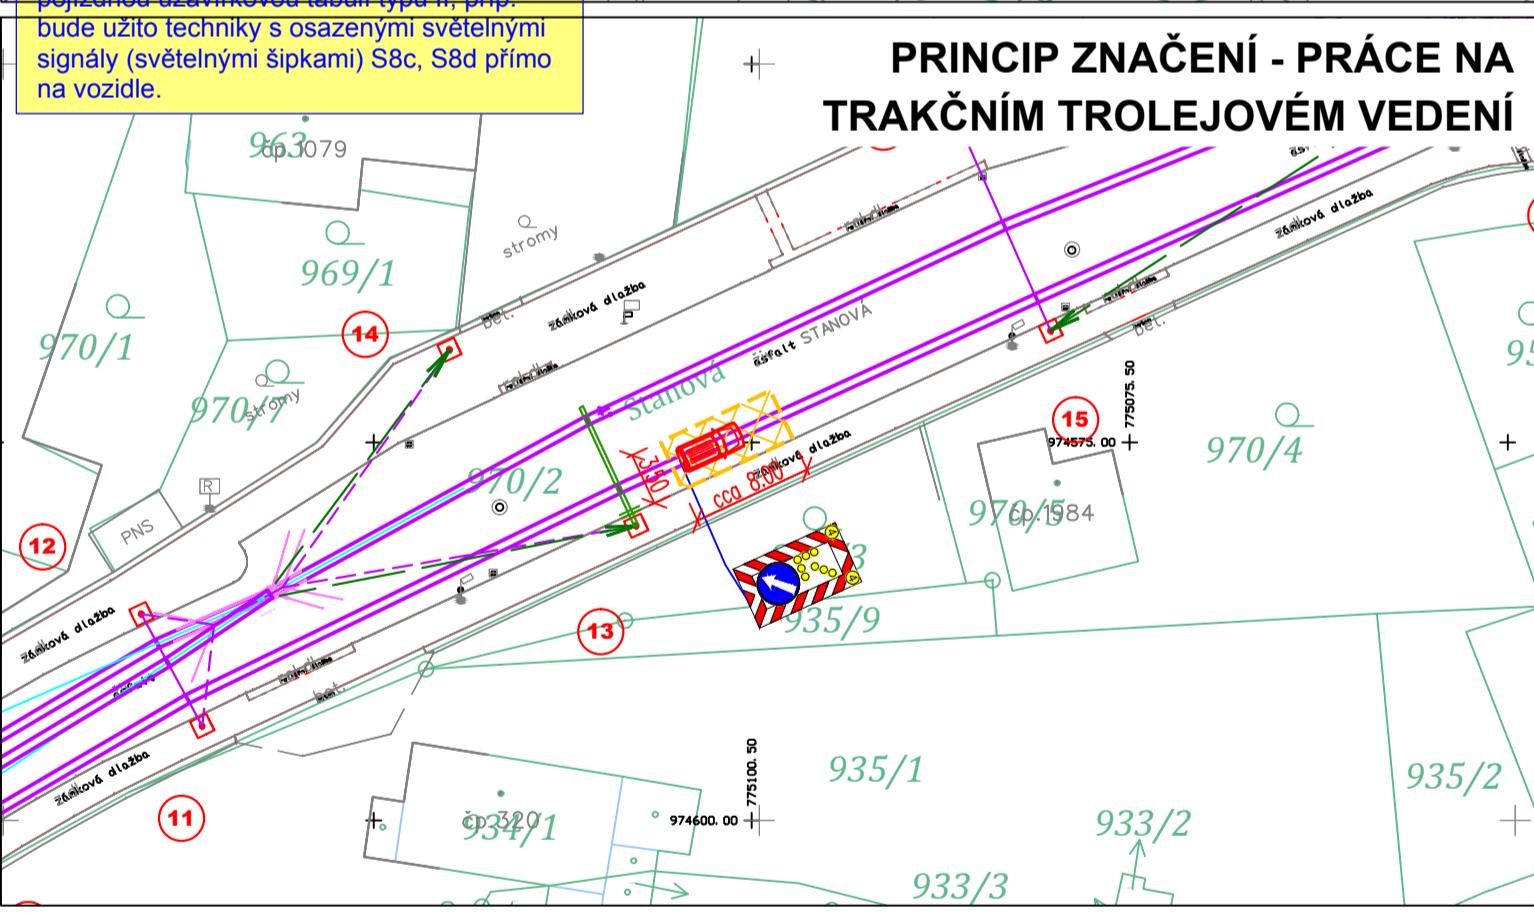 bude užito techniky s osazenými světelnými
signály (světelnými šipkami) S8c, S8d přímo
na vozidle.
PRINCIP ZNAČENÍ - PRÁCE NA
TRAKČNÍM TROLEJOVÉM VEDENÍ
963
čp.1079
969/1
stromy
970/1
14
bet.
zámková dlažba
zámková dlažba
970/7
stromy
asfalt STANOVÁ
Stanová
bet.
775075.50
15
974575.00
970/4
970/2
3.50
cca 8.00
zámková dlažba
R
PNS
12
970/5
čp.1984
4
4
13
935/9
zámková dlažba
bet.
zámková dlažba
11
čp.320
934/1
974600.00
775100.50
935/1
935/2
933/2
933/3